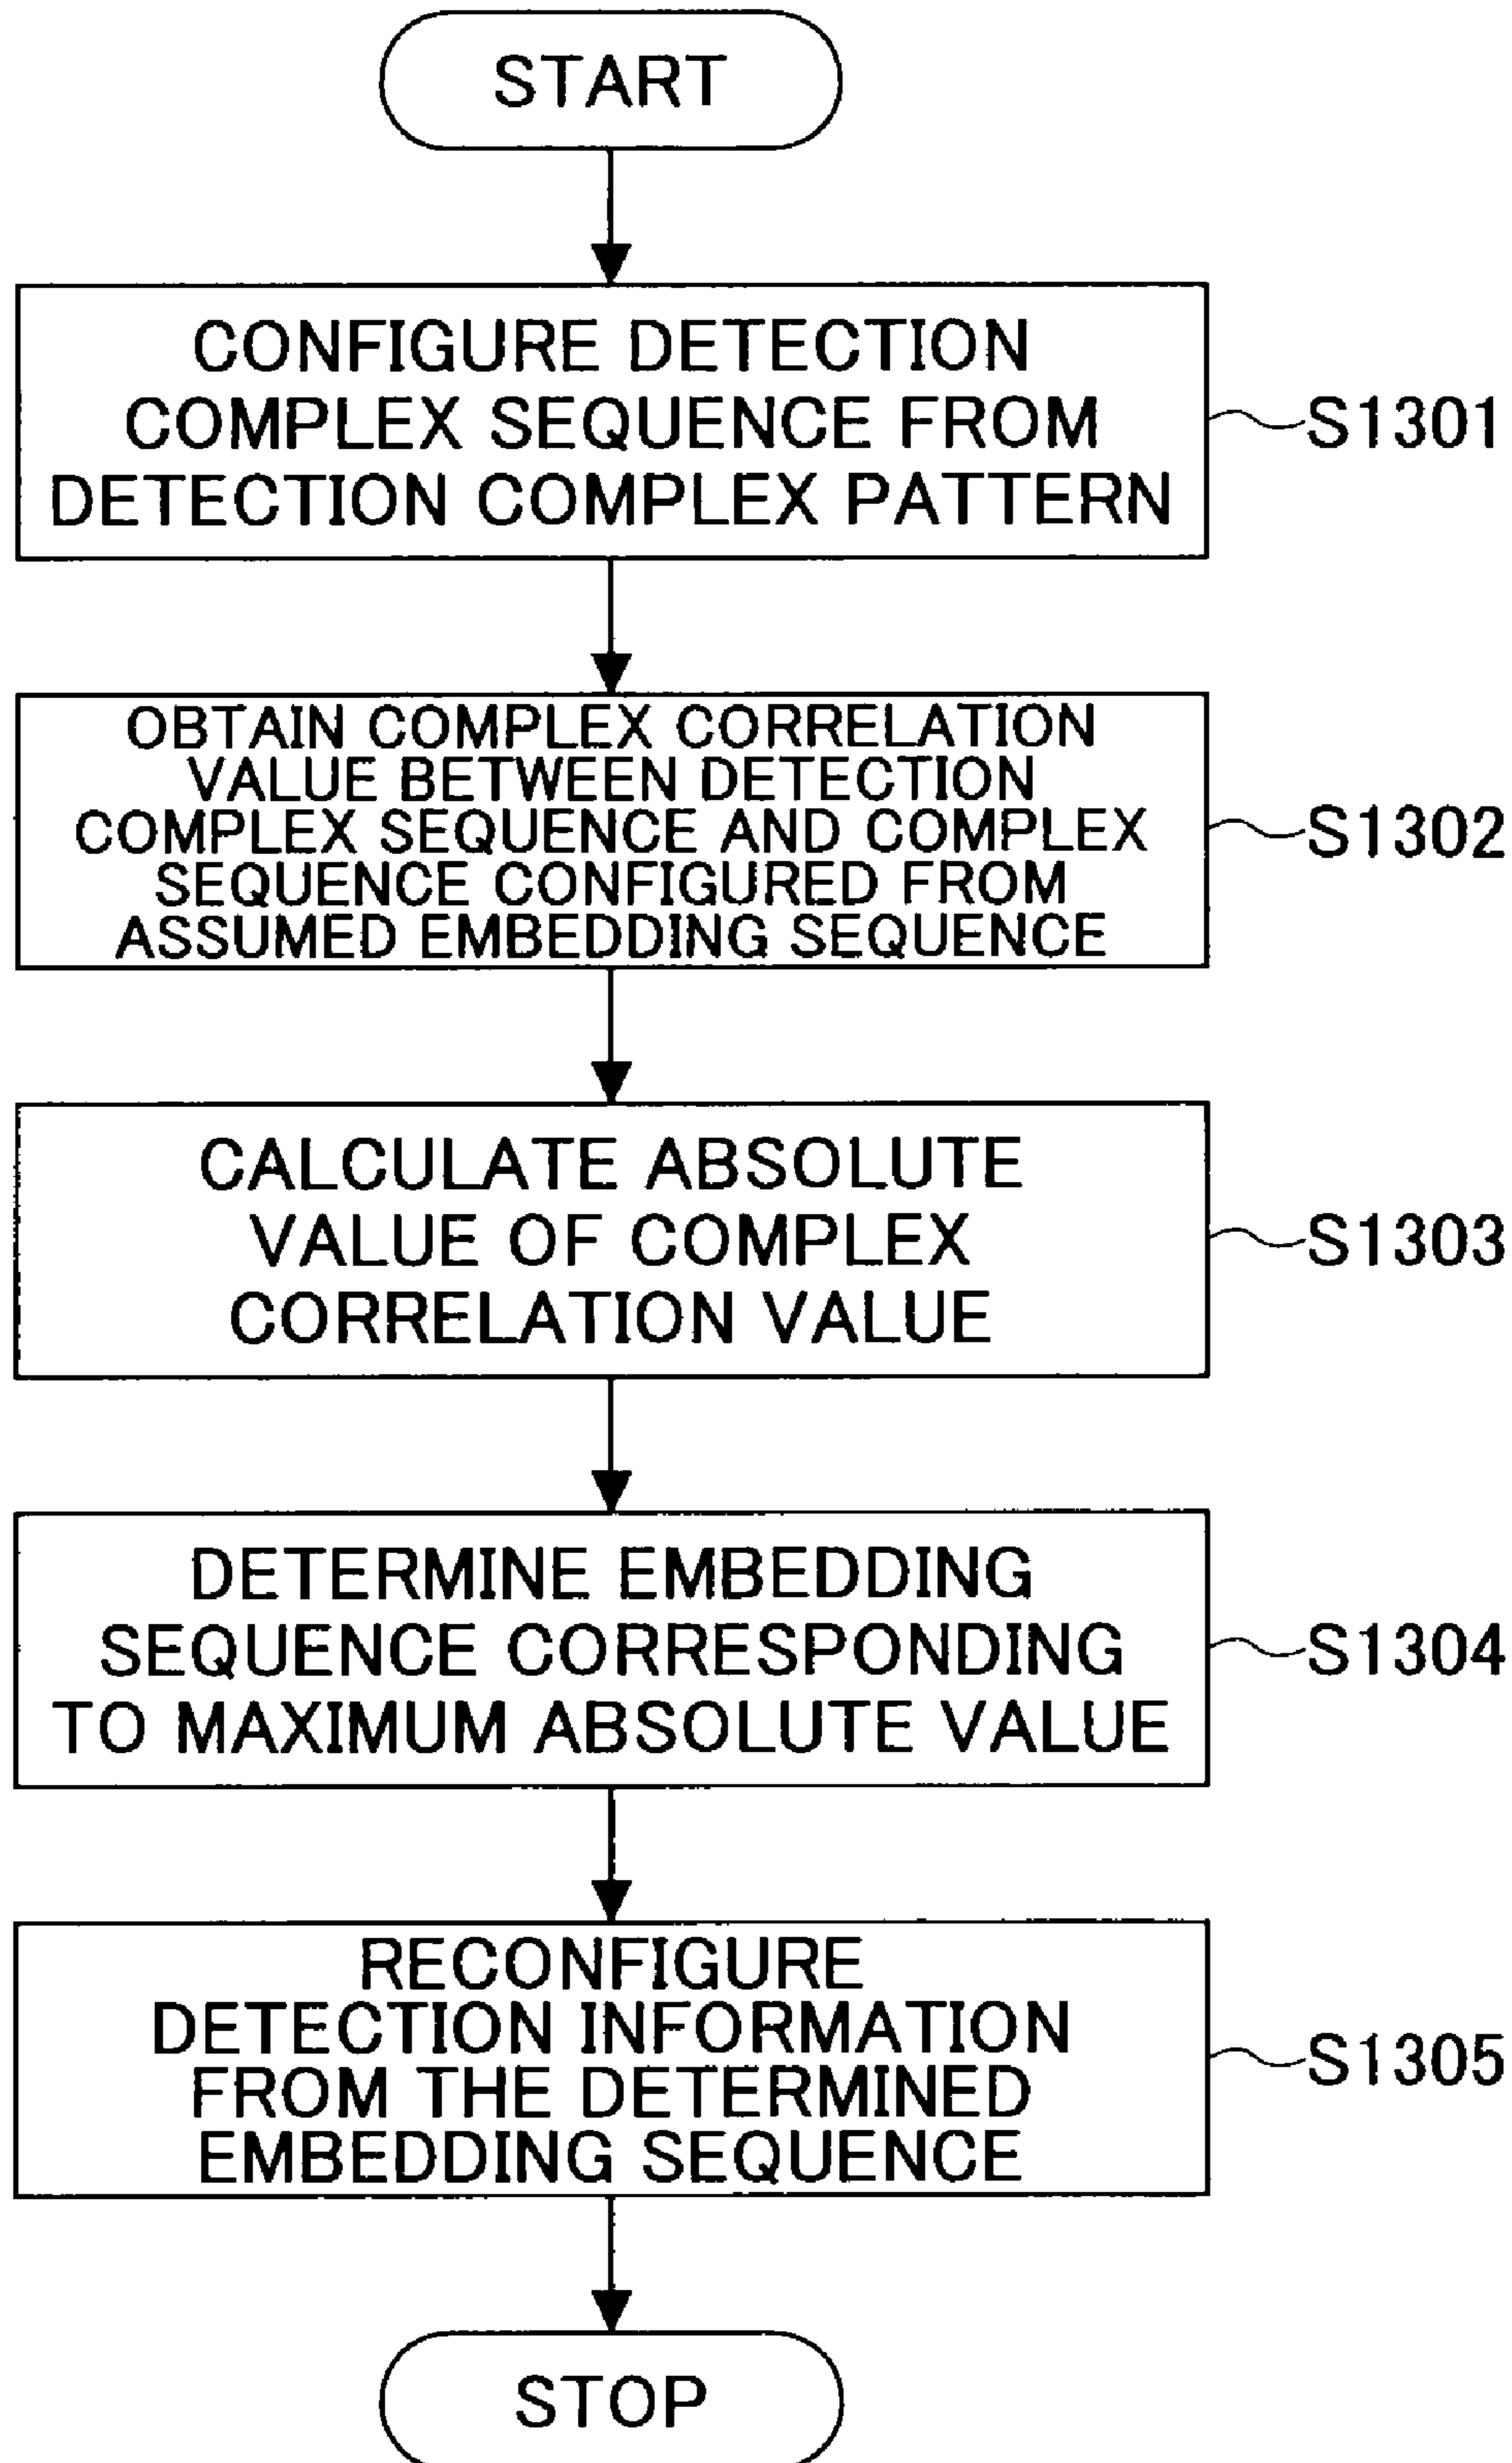 START
CONFIGURE DETECTION
COMPLEX SEQUENCE FROM
DETECTION COMPLEX PATTERN
S1301
OBTAIN COMPLEX CORRELATION
VALUE BETWEEN DETECTION
COMPLEX SEQUENCE AND COMPLEX
SEQUENCE CONFIGURED FROM
ASSUMED EMBEDDING SEQUENCE
S1302
CALCULATE ABSOLUTE
VALUE OF COMPLEX
CORRELATION VALUE
S1303
DETERMINE EMBEDDING
SEQUENCE CORRESPONDING
TO MAXIMUM ABSOLUTE VALUE
S1304
RECONFIGURE
DETECTION INFORMATION
FROM THE DETERMINED
EMBEDDING SEQUENCE
S1305
STOP